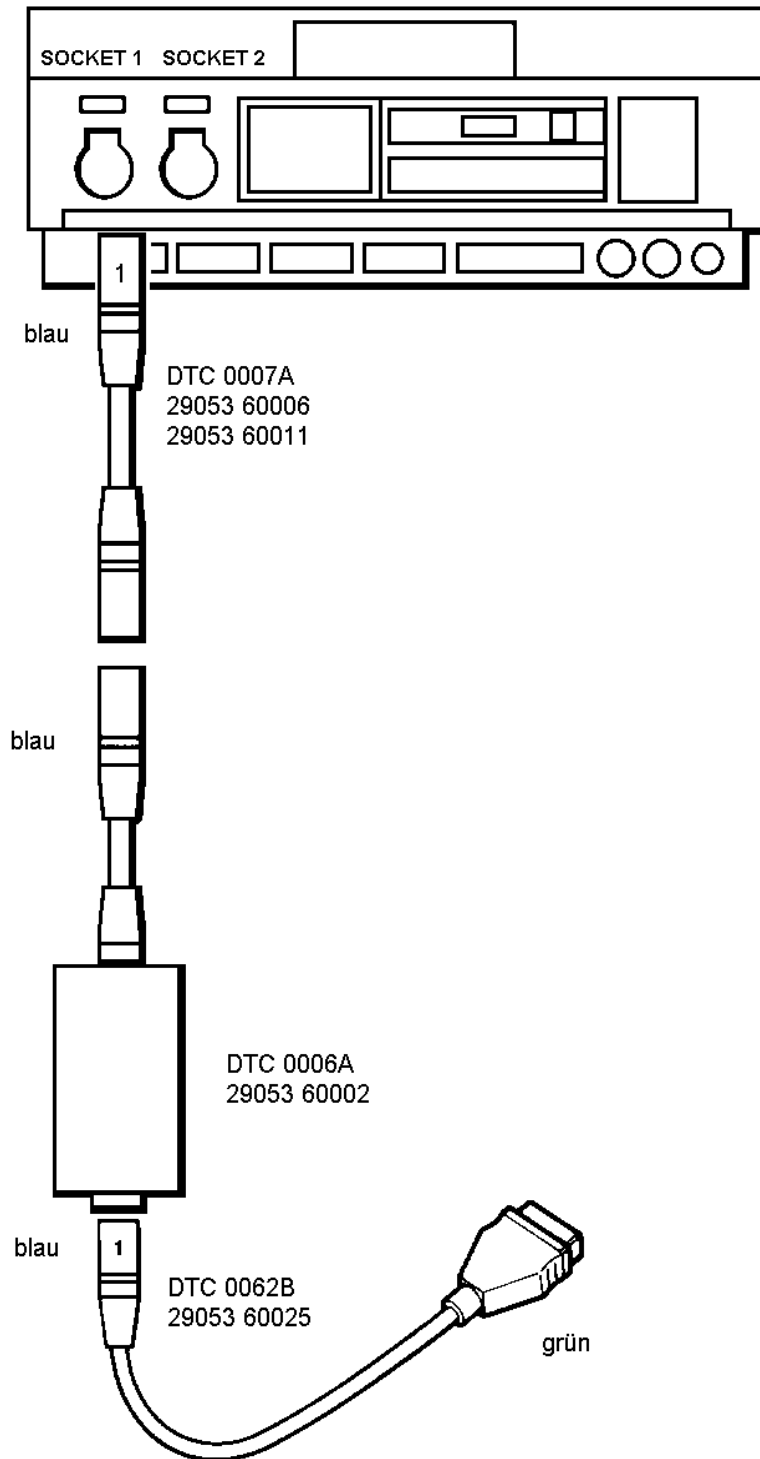 SOCKET 1 SOCKET 2
1
blau
DTC 0007A
29053 60006
29053 60011
blau
DTC 0006A
29053 60002
blau
1
DTC 0062B
29053 60025
grün